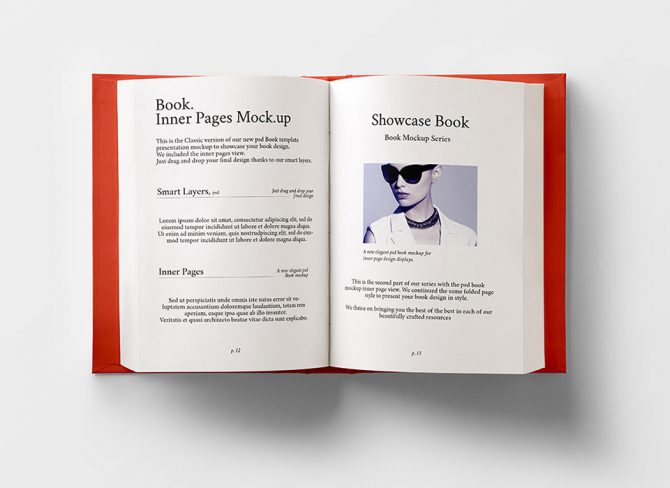 Book.
Inner Pages Mock.up
This is the Classic version of our new psd Book template
presentation mockup to showcase your book design.
We included the inner pages view.
Just drag and drop your final design thanks to our smart layers.
Smart Layers, psd
Just drag and drop your
final design
Lorem ipsum dolor sit amet, consectetur adipiscing elit, sed do
eiusmod tempor incididunt ut labore et dolore magna aliqua.
Ut enim ad minim veniam, quis nostrudpiscing elit, sed do eius-
mod tempor incididunt ut labore et dolore magna aliqua.
Inner Pages
A new elegant psd
Book mockup
Sed ut perspiciatis unde omnis iste natus error sit vo-
luptatem accusantium doloremque laudantium, totam rem
aperiam, eaque ipsa quae ab illo inventor.
Veritatis et quasi architecto beatae vitae dicta sunt explicabo.
p. 12
Showcase Book
Book Mockup Series
A new elegant psd book mockup for
inner page design displays.
This is the second part of our series with the psd book
mockup inner page view. We continued the same folded page
style to present your book design in style.
We thrive on bringing you the best of the best in each of our
beautifully crafted resources
p. 13